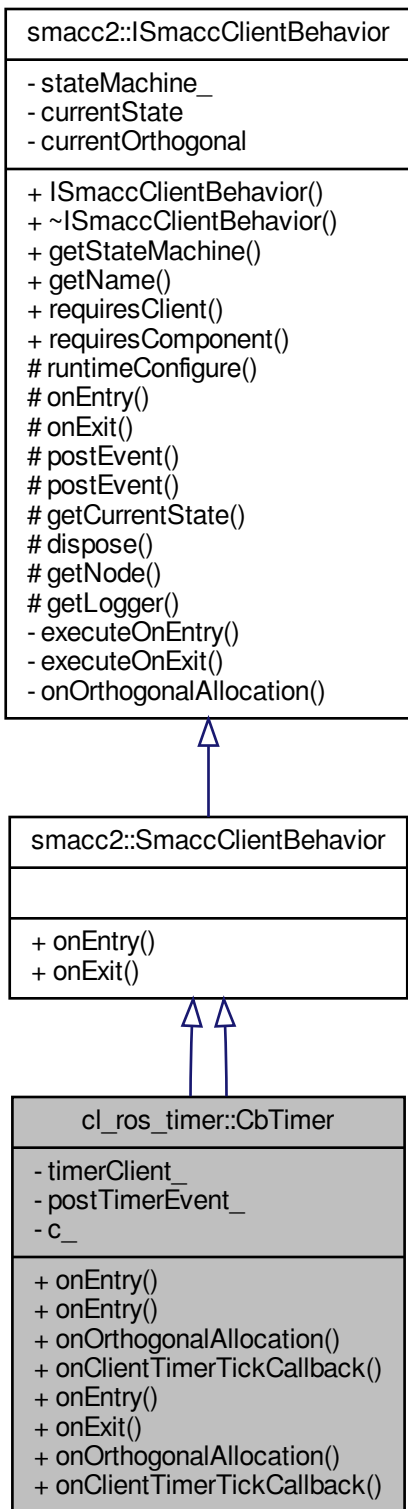 smacc2::ISmaccClientBehavior
- stateMachine_
- currentState
- currentOrthogonal
+ ISmaccClientBehavior()
+ ~ISmaccClientBehavior()
+ getStateMachine()
+ getName()
+ requiresClient()
+ requiresComponent()
# runtimeConfigure()
# onEntry()
# onExit()
# postEvent()
# postEvent()
# getCurrentState()
# dispose()
# getNode()
# getLogger()
- executeOnEntry()
- executeOnExit()
- onOrthogonalAllocation()
smacc2::SmaccClientBehavior
+ onEntry()
+ onExit()
cl_ros_timer::CbTimer
- timerClient_
- postTimerEvent_
- c_
+ onEntry()
+ onEntry()
+ onOrthogonalAllocation()
+ onClientTimerTickCallback()
+ onEntry()
+ onExit()
+ onOrthogonalAllocation()
+ onClientTimerTickCallback()